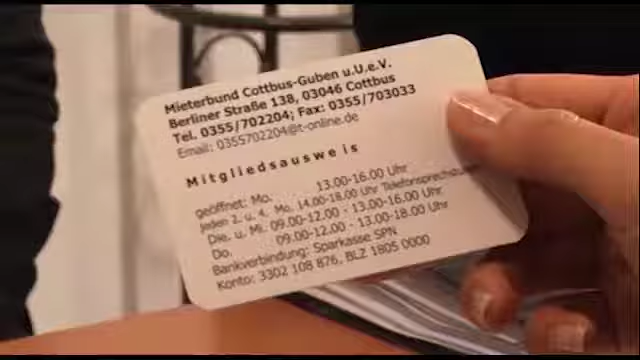 Mieterbund Cottbus-Guben u.U.e.V.
Berliner Straße 138, 03046 Cottbus
Tel. 0355/702204; Fax: 0355/703033
Email: 0355702204@t-online.de
Mitgliedsausweis
geöffnet: Mo. 13.00-16.00 Uhr
Jeden 2. u. 4. Mo. 14.00-18.00 Uhr
Die. u. Mi. 09.00-12.00 - 13.00-16.00 Uhr
Do. 09.00-12.00 - 13.00-18.00 Uhr
Bankverbindung: Sparkasse SPN
Konto: 3302 108 876, BLZ 1805 0000